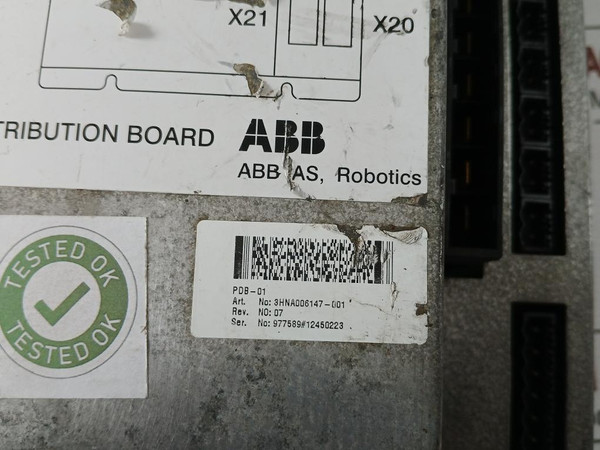 X21
X20
TRIBUTION BOARD ABB
ABB AS, Robotics
TESTED OK
TESTED OK
PDB-01
Art. No: 3HNA006147-001
Rev. NO: 07
Ser. No: 977589#12450223